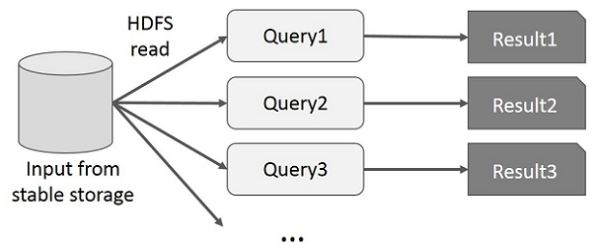 HDFS
read
Query1
Result1
Query2
Result2
Query3
Result3
Input from
stable storage
...